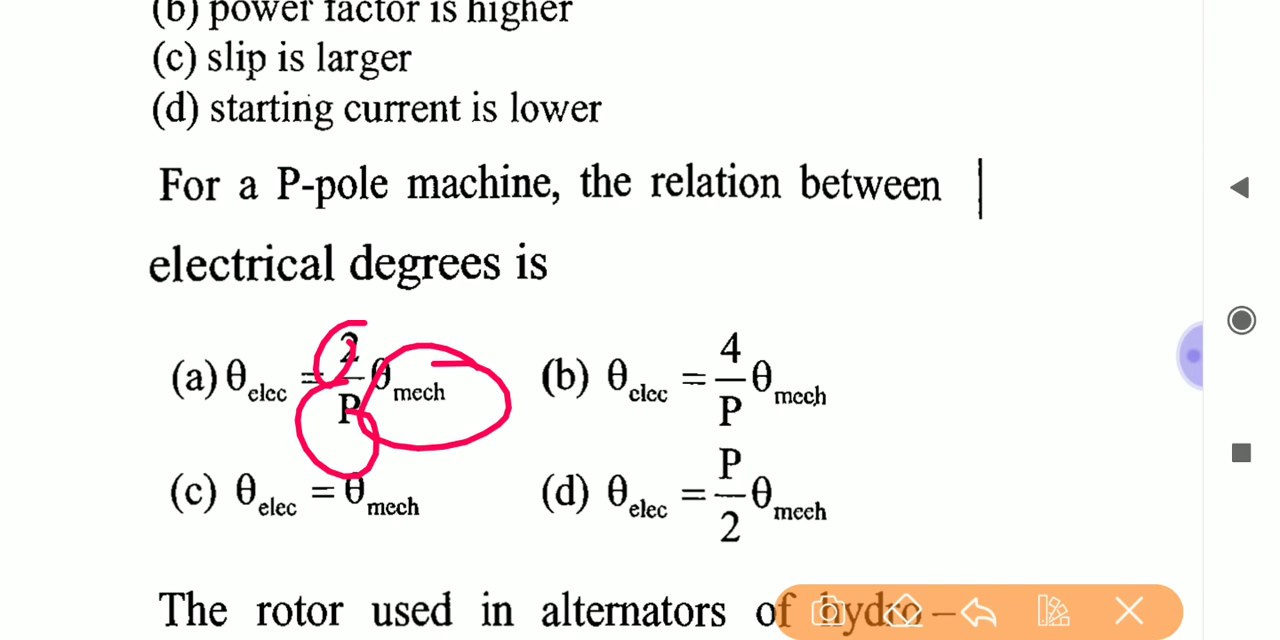 (b) power factor is higher
(c) slip is larger
(d) starting current is lower
For a P-pole machine, the relation between
electrical degrees is
(a) θelec = 2/P θmech (b) θelec = 4/P θmech
(c) θelec = θmech (d) θelec = P/2 θmech
The rotor used in alternators of hydro –